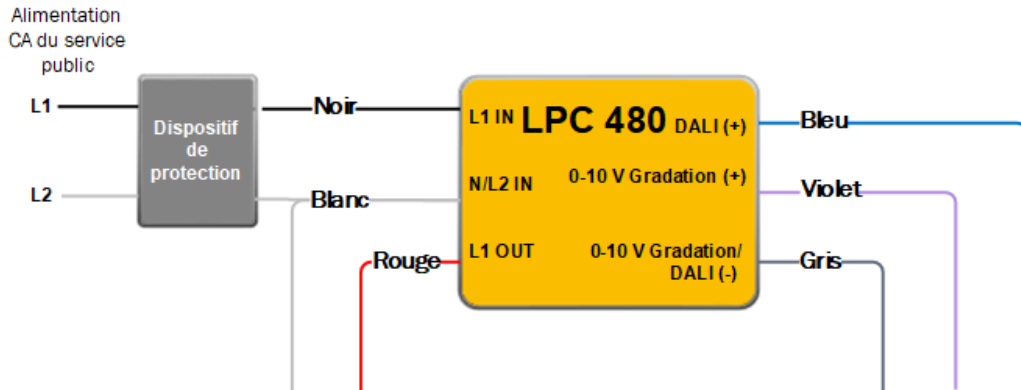 Alimentation
CA du service
public
L1
Noir
L1 IN
LPC 480
DALI (+)
Bleu
Dispositif
de
protection
L2
Blanc
N/L2 IN
0-10 V Gradation (+)
Violet
Rouge
L1 OUT
0-10 V Gradation/
DALI (-)
Gris